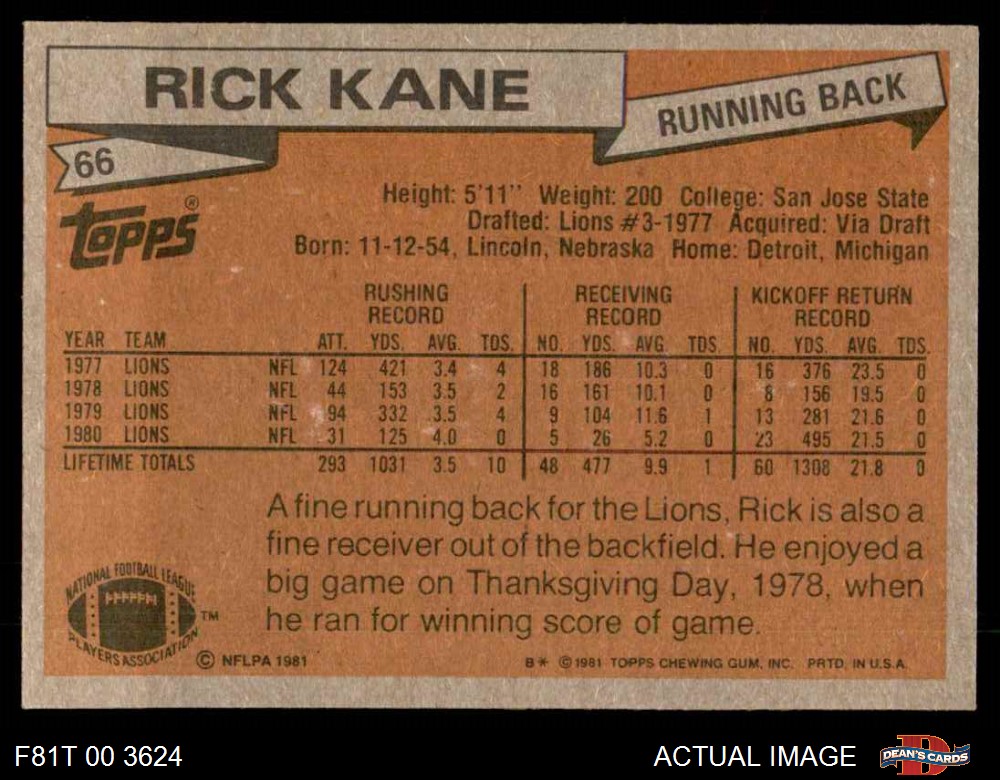 RICK KANE
RUNNING BACK
66
TOPPS®
Height: 5'11" Weight: 200 College: San Jose State
Drafted: Lions #3-1977 Acquired: Via Draft
Born: 11-12-54, Lincoln, Nebraska Home: Detroit, Michigan
RUSHING RECORD RECEIVING RECORD KICKOFF RETURN RECORD
YEAR TEAM ATT. YDS. AVG. TDS. NO. YDS. AVG. TDS. NO. YDS. AVG. TDS.
1977 LIONS NFL 124 421 3.4 4 18 186 10.3 0 16 376 23.5 0
1978 LIONS NFL 44 153 3.5 2 16 161 10.1 0 8 156 19.5 0
1979 LIONS NFL 94 332 3.5 4 9 104 11.6 1 13 281 21.6 0
1980 LIONS NFL 31 125 4.0 0 5 26 5.2 0 23 495 21.5 0
LIFETIME TOTALS 293 1031 3.5 10 48 477 9.9 1 60 1308 21.8 0
A fine running back for the Lions, Rick is also a
fine receiver out of the backfield. He enjoyed a
big game on Thanksgiving Day, 1978, when
he ran for winning score of game.
NATIONAL FOOTBALL LEAGUE
PLAYERS ASSOCIATION
TM
© NFLPA 1981
B* © 1981 TOPPS CHEWING GUM, INC. PRTD. IN U.S.A.
F81T 00 3624
ACTUAL IMAGE
D
DEAN'S CARDS